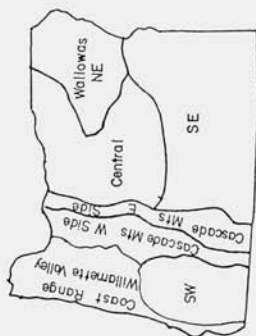 Wallowas
NE
Central
SE
E
Side
Cascade
Mts
Cascade Mts W Side
Willamette Valley
Coast Range
SW